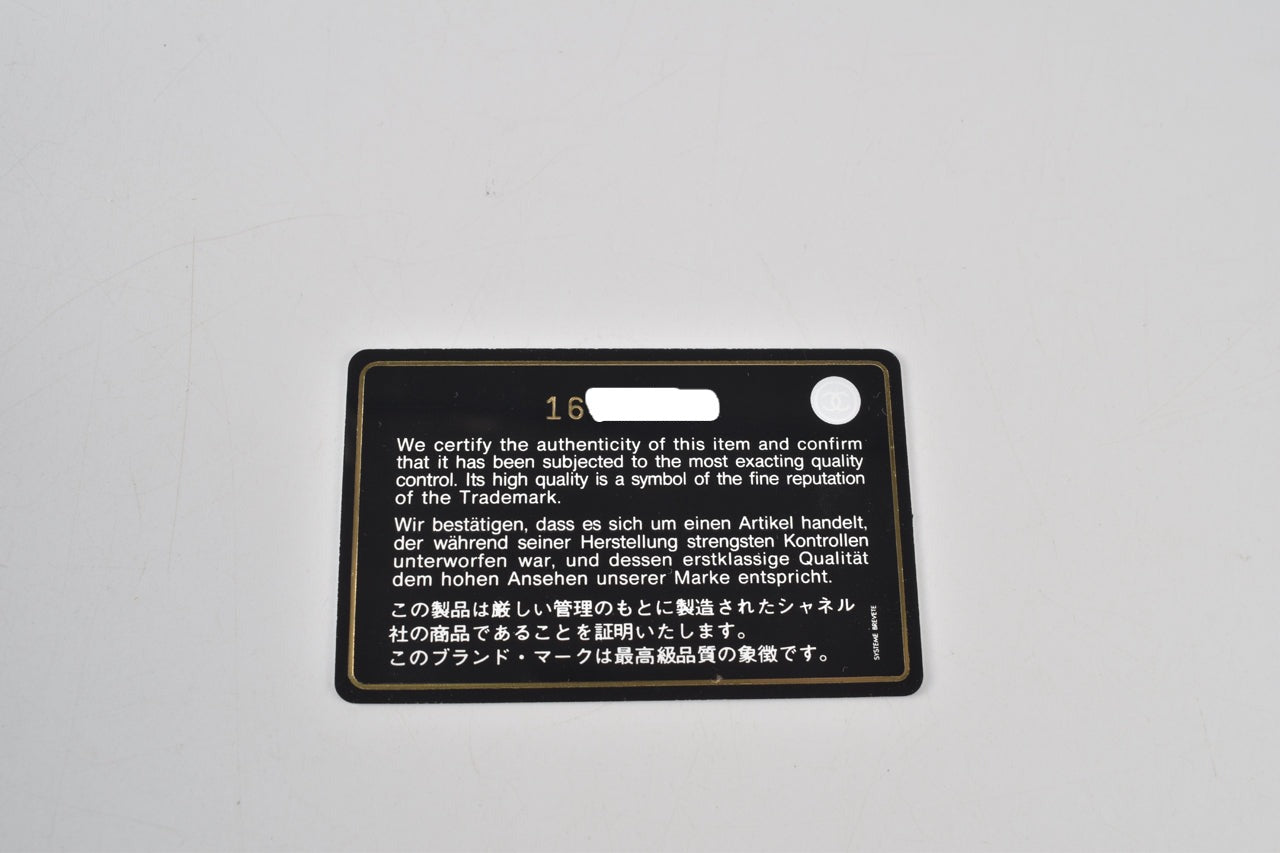 16
We certify the authenticity of this item and confirm
that it has been subjected to the most exacting quality
control. Its high quality is a symbol of the fine reputation
of the Trademark.
Wir bestätigen, dass es sich um einen Artikel handelt,
der während seiner Herstellung strengsten Kontrollen
unterworfen war, und dessen erstklassige Qualität
dem hohen Ansehen unserer Marke entspricht.
この製品は厳しい管理のもとに製造されたシャネル
社の商品であることを証明いたします。
このブランド・マークは最高級品質の象徴です。
SYSTEME BREVETE